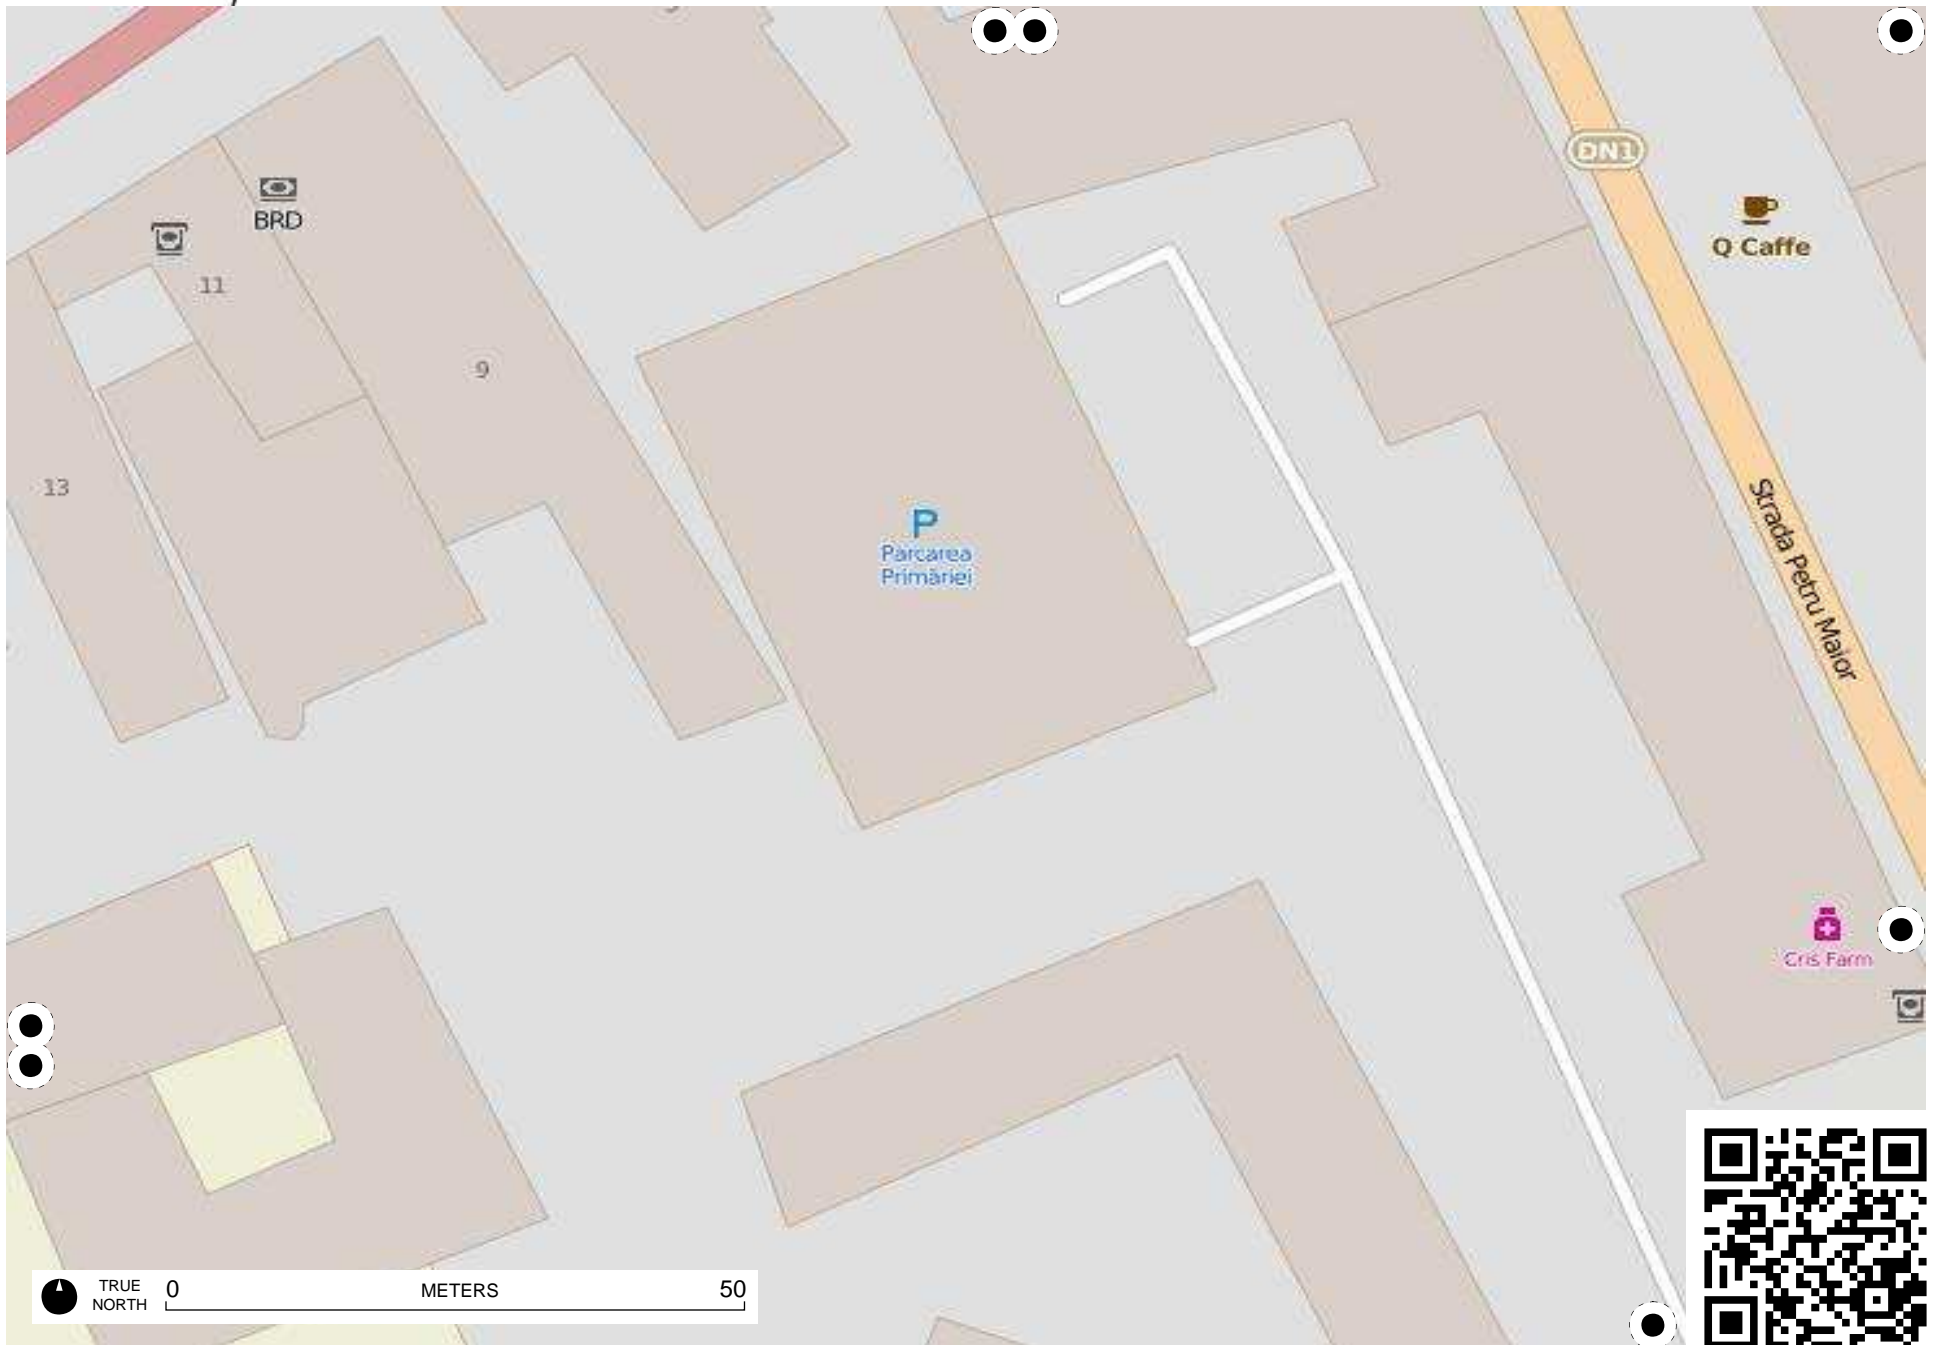 DN1
BRD
Q Caffe
11
9
13
Parcarea
Primăriei
Strada Petru Maior
Cris Farm
TRUE
NORTH
0
METERS
50